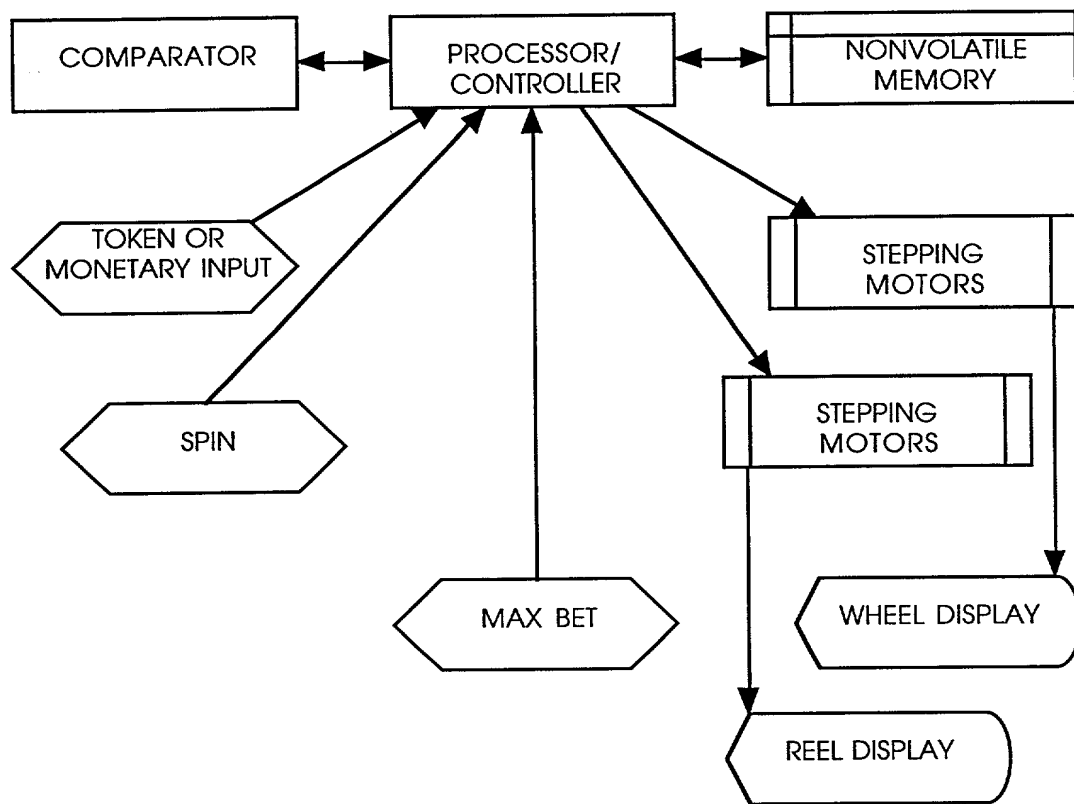 COMPARATOR
PROCESSOR/
CONTROLLER
NONVOLATILE
MEMORY
TOKEN OR
MONETARY INPUT
STEPPING
MOTORS
SPIN
STEPPING
MOTORS
MAX BET
WHEEL DISPLAY
REEL DISPLAY